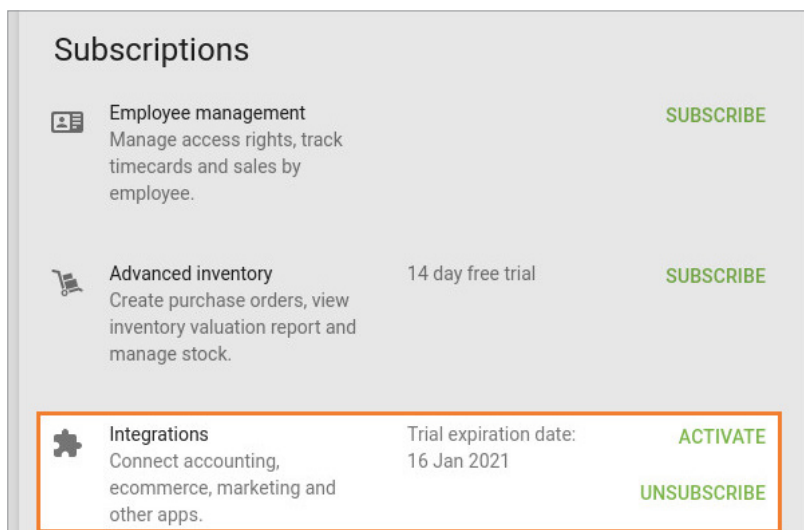 Subscriptions
Employee management
Manage access rights, track
timecards and sales by
employee.
SUBSCRIBE
Advanced inventory
Create purchase orders, view
inventory valuation report and
manage stock.
14 day free trial
SUBSCRIBE
Integrations
Connect accounting,
ecommerce, marketing and
other apps.
Trial expiration date:
16 Jan 2021
ACTIVATE
UNSUBSCRIBE